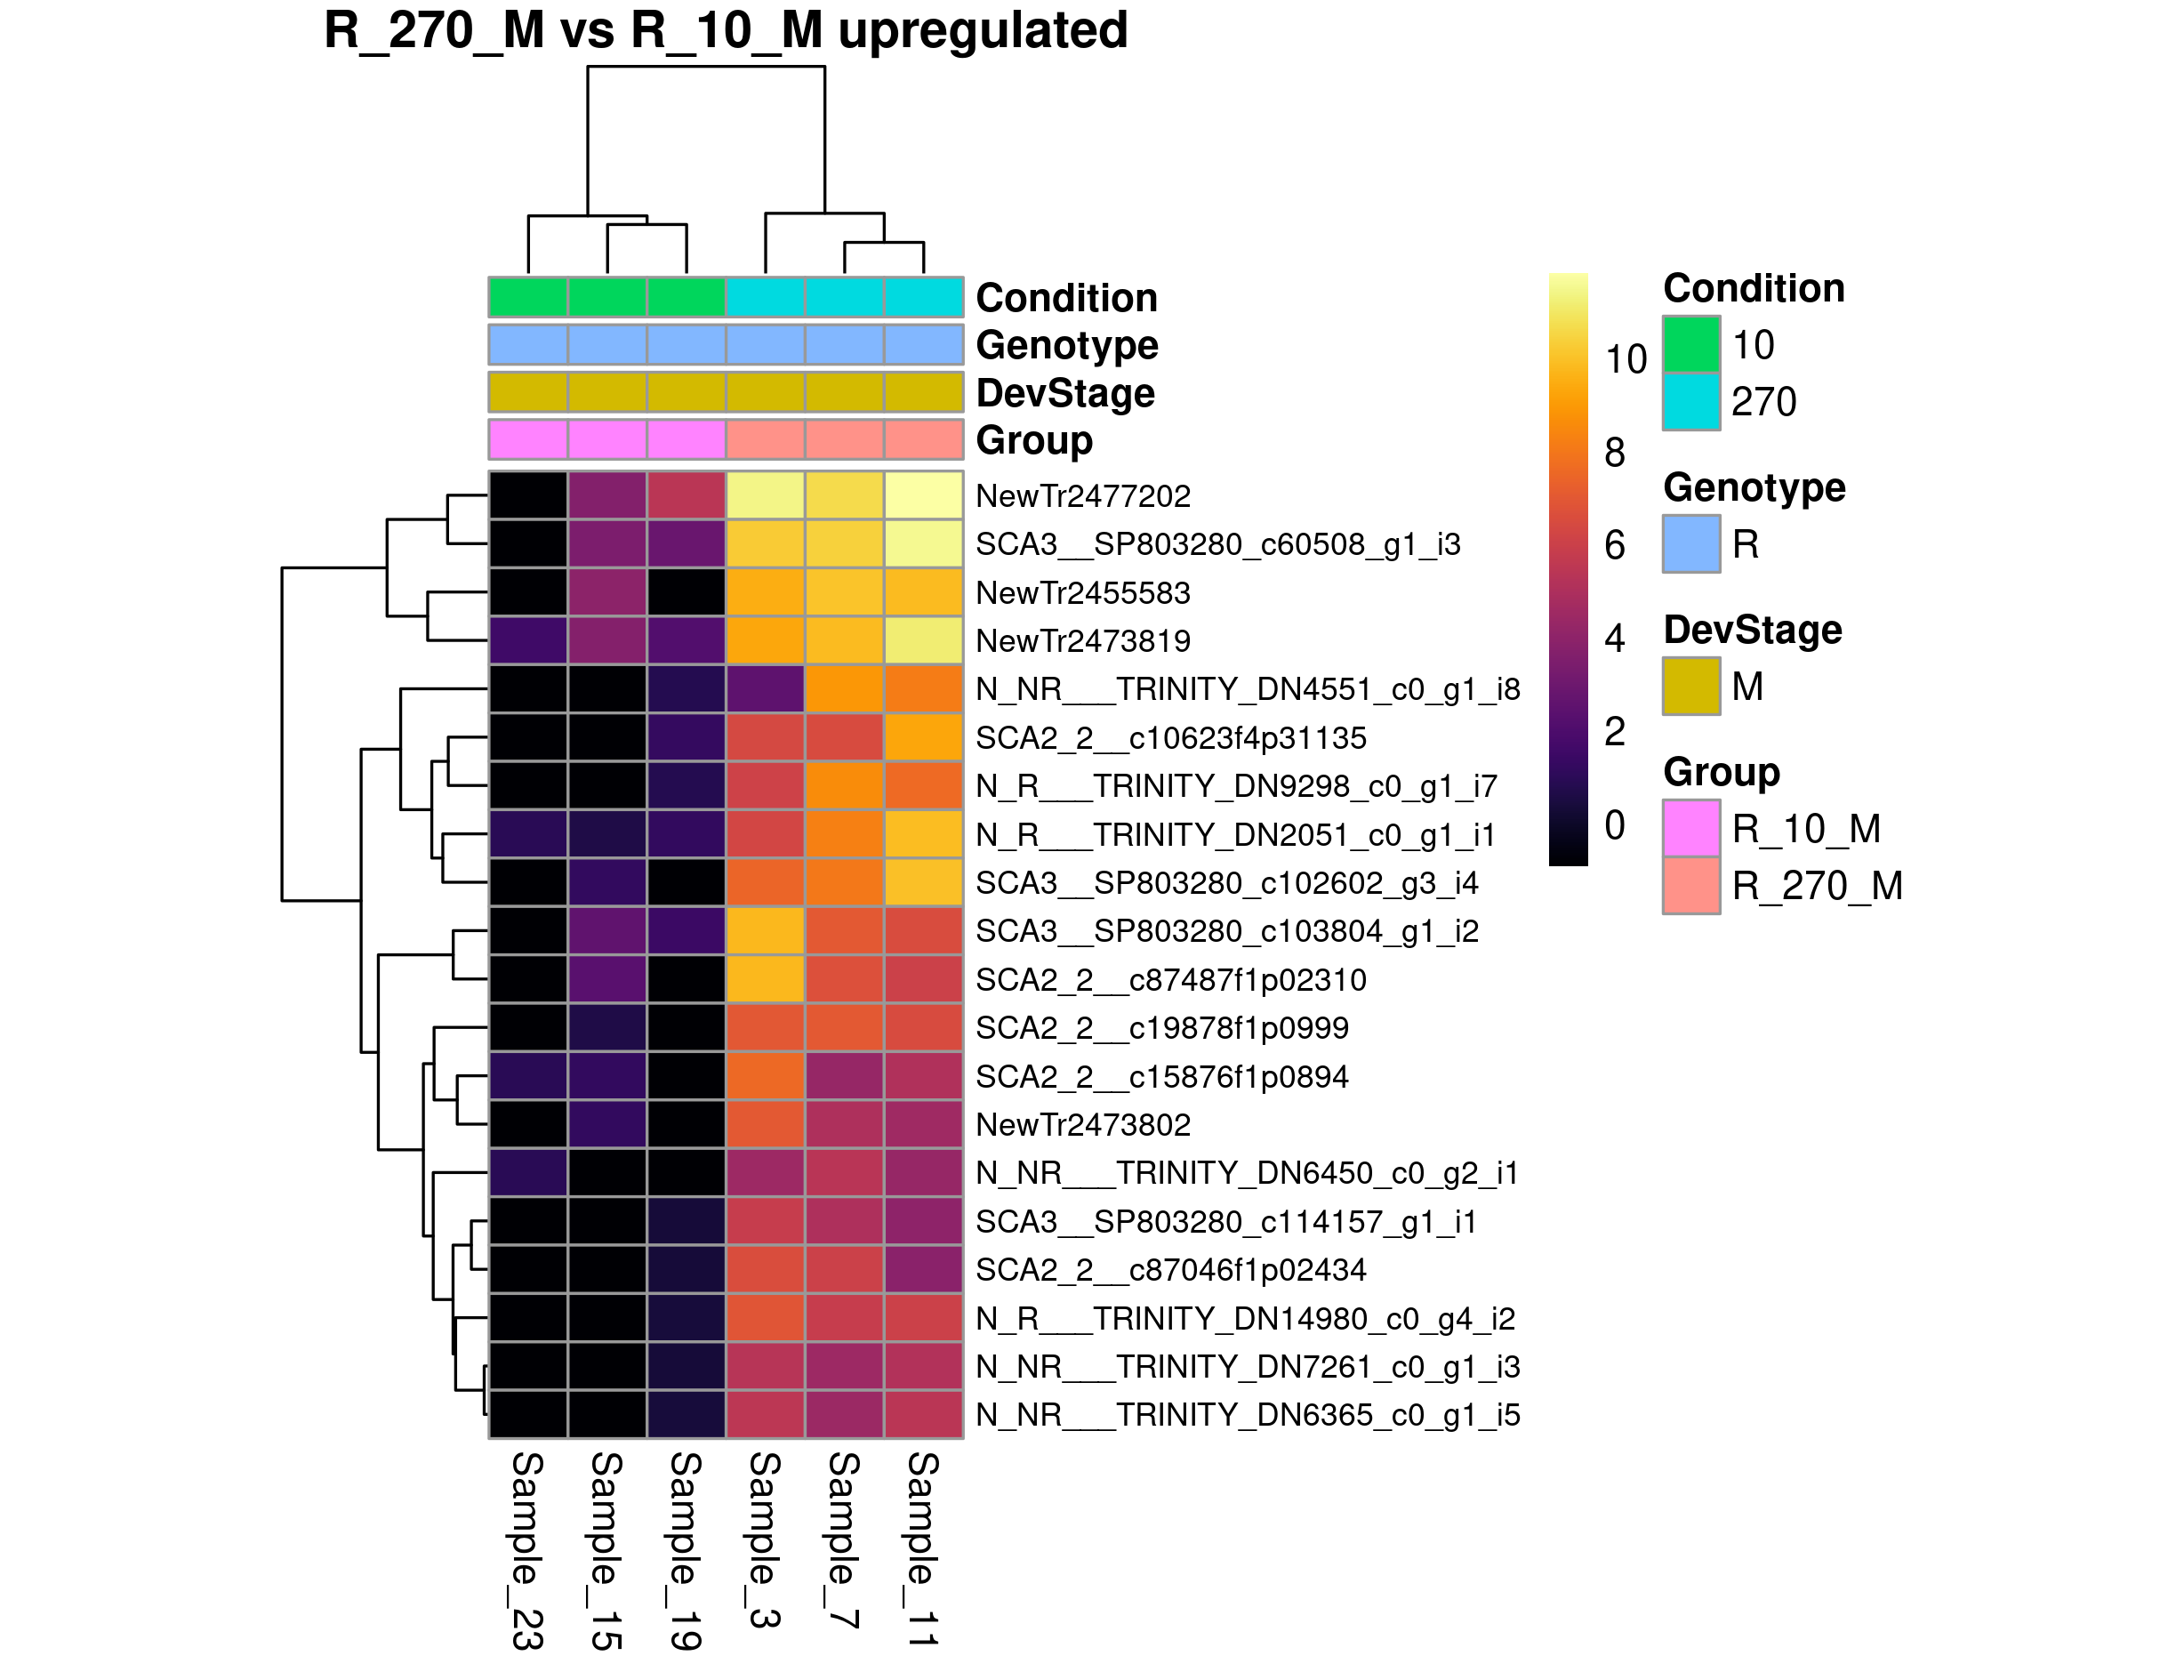 R_270_M vs R_10_M upregulated
Condition
Genotype
DevStage
Group
NewTr2477202
SCA3__SP803280_c60508_g1_i3
NewTr2455583
NewTr2473819
N_NR___TRINITY_DN4551_c0_g1_i8
SCA2_2__c10623f4p31135
N_R___TRINITY_DN9298_c0_g1_i7
N_R___TRINITY_DN2051_c0_g1_i1
SCA3__SP803280_c102602_g3_i4
SCA3__SP803280_c103804_g1_i2
SCA2_2__c87487f1p02310
SCA2_2__c19878f1p0999
SCA2_2__c15876f1p0894
NewTr2473802
N_NR___TRINITY_DN6450_c0_g2_i1
SCA3__SP803280_c114157_g1_i1
SCA2_2__c87046f1p02434
N_R___TRINITY_DN14980_c0_g4_i2
N_NR___TRINITY_DN7261_c0_g1_i3
N_NR___TRINITY_DN6365_c0_g1_i5
Sample_23
Sample_15
Sample_19
Sample_3
Sample_7
Sample_11
10
8
6
4
2
0
Condition
10
270
Genotype
R
DevStage
M
Group
R_10_M
R_270_M